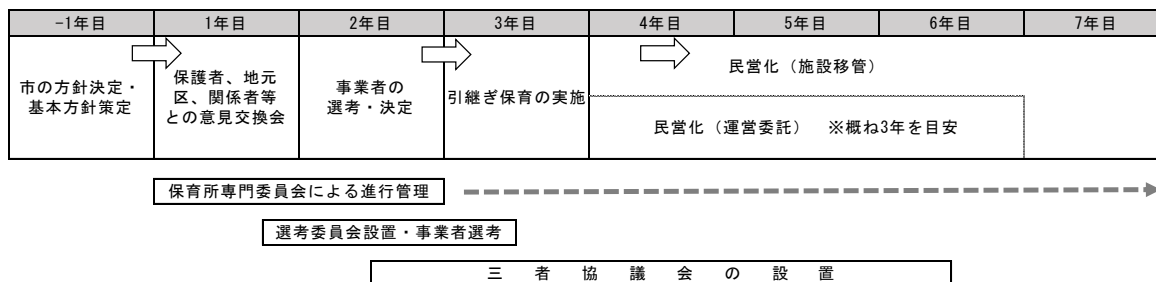 -1年目 1年目 2年目 3年目 4年目 5年目 6年目 7年目
市の方針決定・
基本方針策定
保護者、地元
区、関係者等
との意見交換会
事業者の
選考・決定
引継ぎ保育の実施
民営化（施設移管）
民営化（運営委託）　※概ね3年を目安
保育所専門委員会による進行管理
選考委員会設置・事業者選考
三者協議会の設置